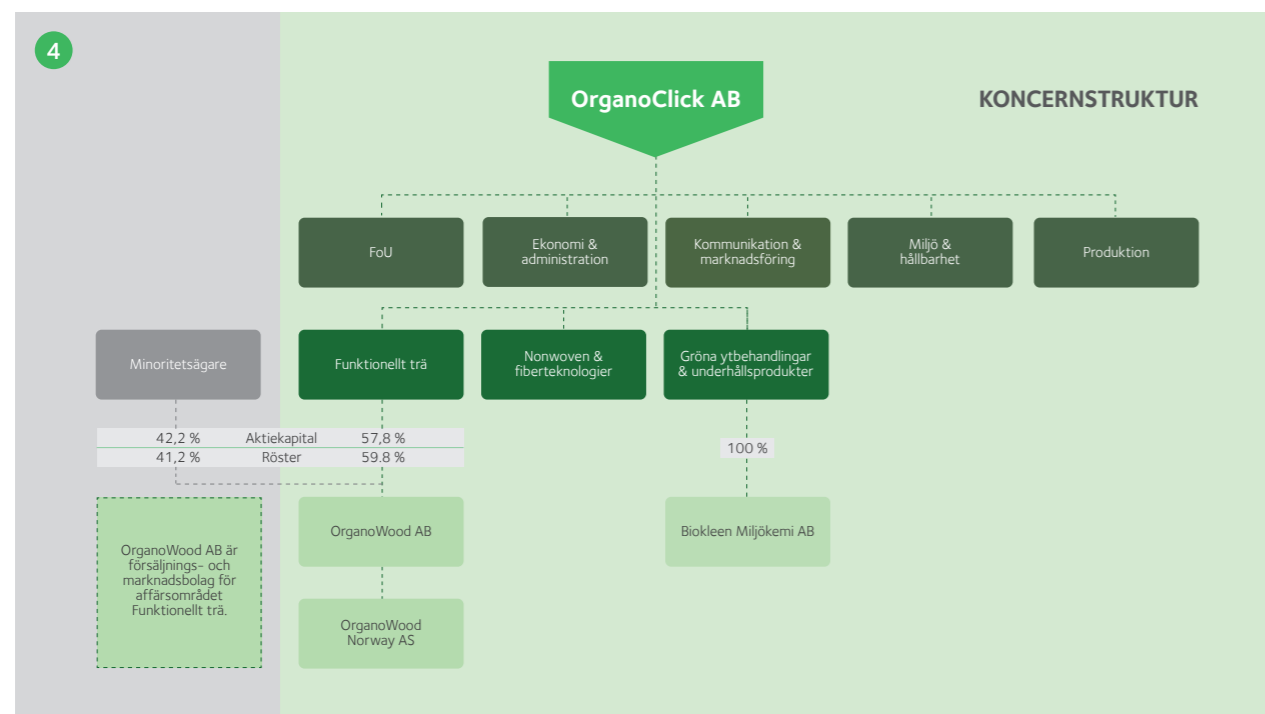 4
OrganoClick AB
KONCERNSTRUKTUR
FoU
Ekonomi &
administration
Kommunikation &
marknadsföring
Miljö &
hållbarhet
Produktion
Minoritetsägare
Funktionellt trä
Nonwoven &
fiberteknologier
Gröna ytbehandlingar
& underhållsprodukter
42,2 % Aktiekapital 57,8 %
41,2 % Röster 59.8 %
100 %
OrganoWood AB är
försäljnings- och
marknadsbolag för
affärsområdet
Funktionellt trä.
OrganoWood AB
Biokleen Miljökemi AB
OrganoWood
Norway AS